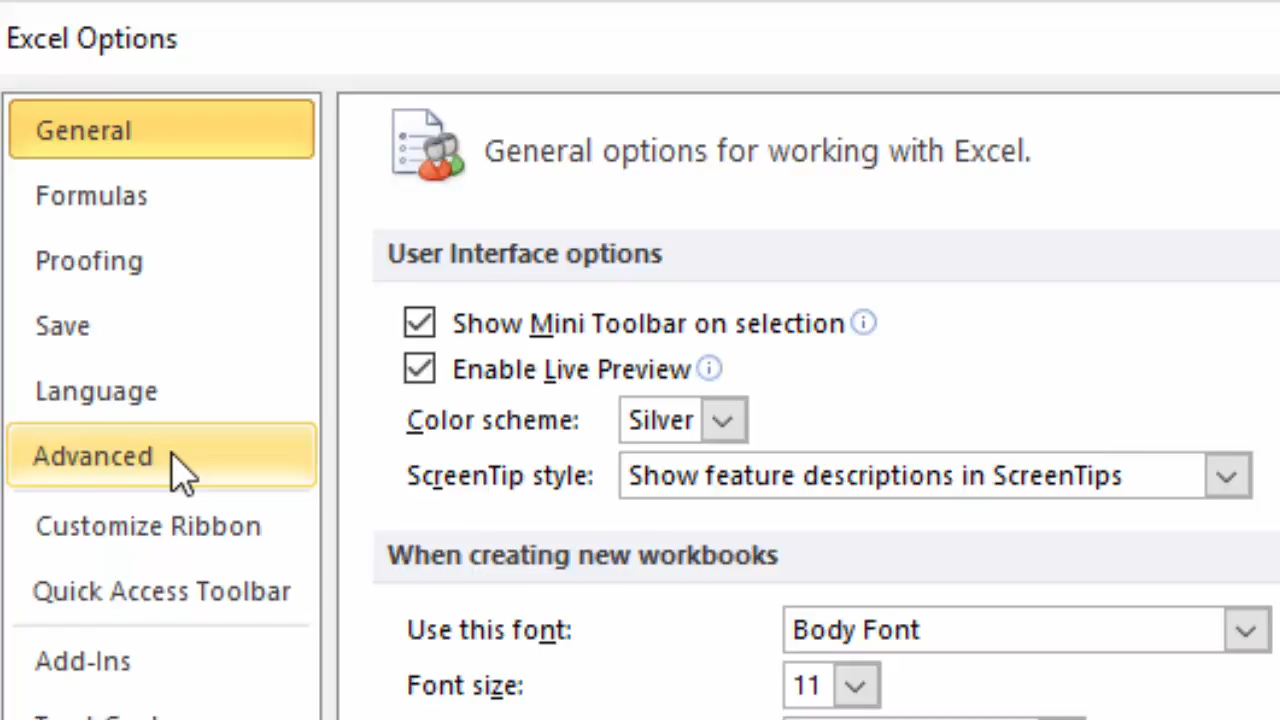 Excel Options
General
Formulas
Proofing
Save
Language
Advanced
Customize Ribbon
Quick Access Toolbar
Add-Ins
General options for working with Excel.
User Interface options
Show Mini Toolbar on selection
Enable Live Preview
Color scheme: Silver
ScreenTip style: Show feature descriptions in ScreenTips
When creating new workbooks
Use this font: Body Font
Font size: 11